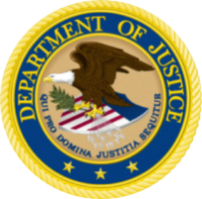 DEPARTMENT OF JUSTICE
QUI PRO DOMINA JUSTITIA SEQUITUR